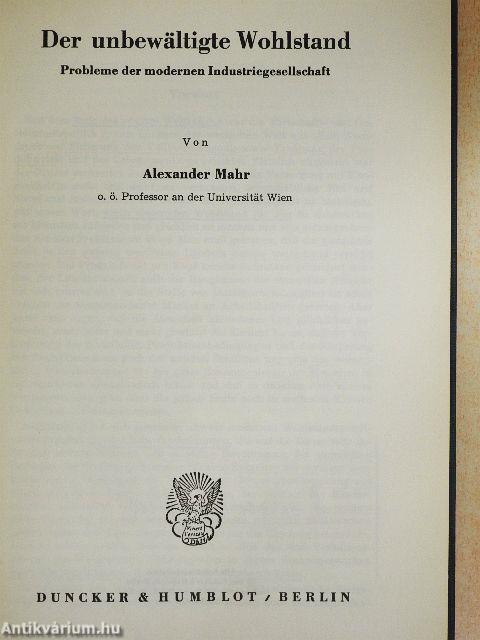 Der unbewältigte Wohlstand
Probleme der modernen Industriegesellschaft
Von
Alexander Mahr
o. ö. Professor an der Universität Wien
DUNCKER & HUMBLOT / BERLIN
Antikvárium.hu